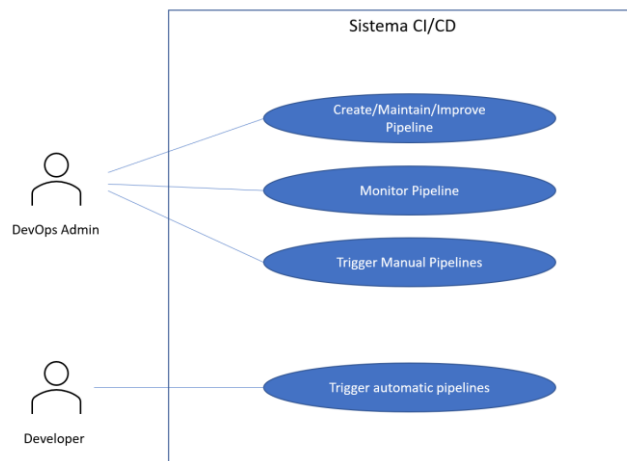 Sistema CI/CD
Create/Maintain/Improve
Pipeline
Monitor Pipeline
DevOps Admin
Trigger Manual Pipelines
Trigger automatic pipelines
Developer